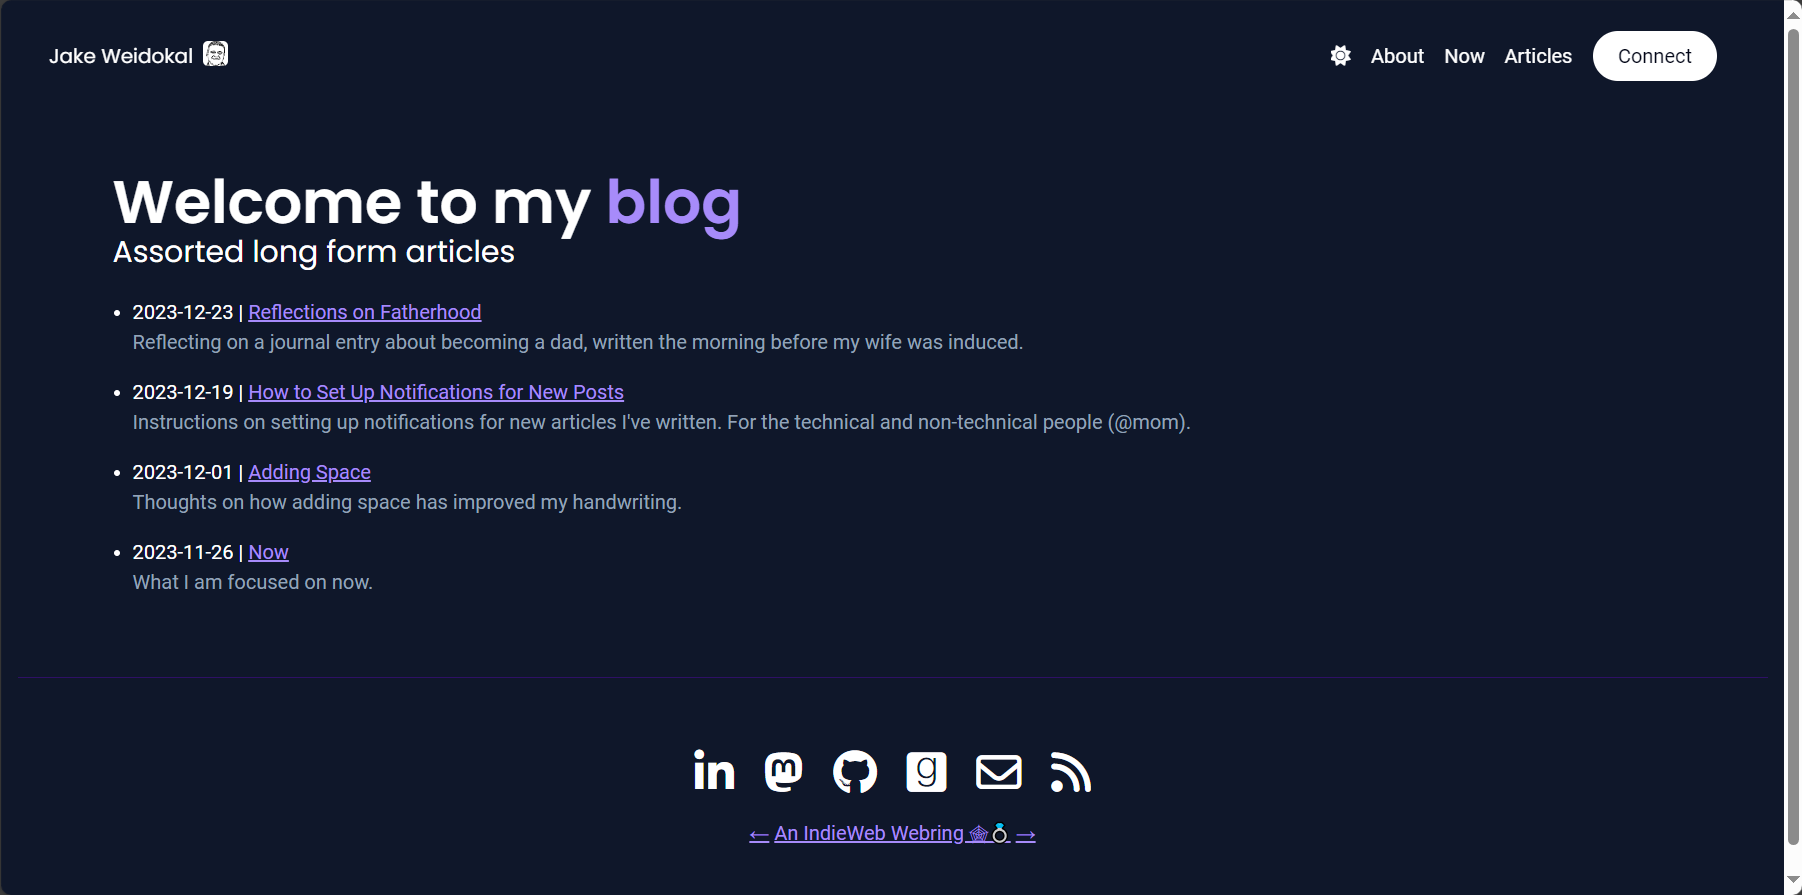 Jake Weidokal
About Now Articles Connect
Welcome to my blog
Assorted long form articles
• 2023-12-23 | Reflections on Fatherhood
Reflecting on a journal entry about becoming a dad, written the morning before my wife was induced.
• 2023-12-19 | How to Set Up Notifications for New Posts
Instructions on setting up notifications for new articles I've written. For the technical and non-technical people (@mom).
• 2023-12-01 | Adding Space
Thoughts on how adding space has improved my handwriting.
• 2023-11-26 | Now
What I am focused on now.
← An IndieWeb Webring 🕸💍 →